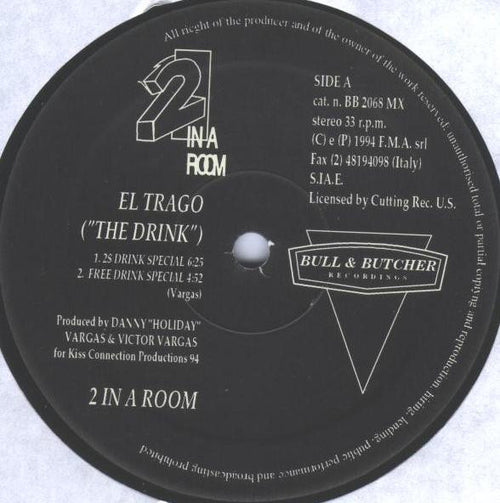 All rieght of the producer and of the owner of the work reserved. unauthorised total or partial copying and reproduction, hiring, lending, public performance and broadcasting prohibited
2
IN A
ROOM
SIDE A
cat. n. BB 2068 MX
stereo 33 r.p.m.
(C) e (P) 1994 F.M.A. srl
Fax (2) 48194098 (Italy)
S.I.A.E.
Licensed by Cutting Rec. U.S.
EL TRAGO
("THE DRINK")
1. 2S DRINK SPECIAL 6:25
2. FREE DRINK SPECIAL 4:52
(Vargas)
BULL & BUTCHER
RECORDINGS
Produced by DANNY "HOLIDAY"
VARGAS & VICTOR VARGAS
for Kiss Connection Productions 94
2 IN A ROOM